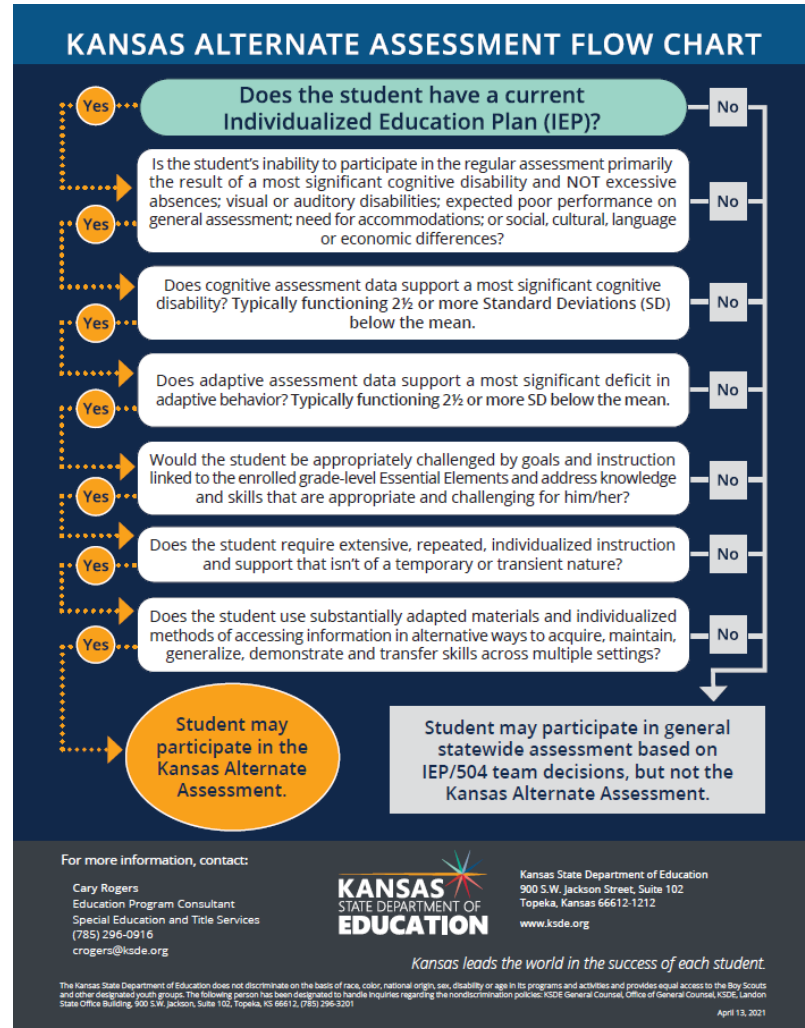 KANSAS ALTERNATE ASSESSMENT FLOW CHART
Yes
Does the student have a current
Individualized Education Plan (IEP)?
No
Is the student's inability to participate in the regular assessment primarily
the result of a most significant cognitive disability and NOT excessive
absences; visual or auditory disabilities; expected poor performance on
general assessment; need for accommodations; or social, cultural, language
or economic differences?
Yes
No
Does cognitive assessment data support a most significant cognitive
disability? Typically functioning 2½ or more Standard Deviations (SD)
below the mean.
Yes
No
Does adaptive assessment data support a most significant deficit in
adaptive behavior? Typically functioning 2½ or more SD below the mean.
Yes
No
Would the student be appropriately challenged by goals and instruction
linked to the enrolled grade-level Essential Elements and address knowledge
and skills that are appropriate and challenging for him/her?
Yes
No
Does the student require extensive, repeated, individualized instruction
and support that isn't of a temporary or transient nature?
Yes
No
Does the student use substantially adapted materials and individualized
methods of accessing information in alternative ways to acquire, maintain,
generalize, demonstrate and transfer skills across multiple settings?
Yes
No
Student may
participate in the
Kansas Alternate
Assessment.
Student may participate in general
statewide assessment based on
IEP/504 team decisions, but not the
Kansas Alternate Assessment.
For more information, contact:
Cary Rogers
Education Program Consultant
Special Education and Title Services
(785) 296-0916
crogers@ksde.org
KANSAS
STATE DEPARTMENT OF
EDUCATION
Kansas State Department of Education
900 S.W. Jackson Street, Suite 102
Topeka, Kansas 66612-1212
www.ksde.org
Kansas leads the world in the success of each student.
The Kansas State Department of Education does not discriminate on the basis of race, color, national origin, sex, disability or age in its programs and activities and provides equal access to the Boy Scouts
and other designated youth groups. The following person has been designated to handle inquiries regarding the nondiscrimination policies: KSDE General Counsel, Office of General Counsel, KSDE, Landon
State Office Building, 900 S.W. Jackson, Suite 102, Topeka, KS 66612, (785) 296-3201
April 13, 2021